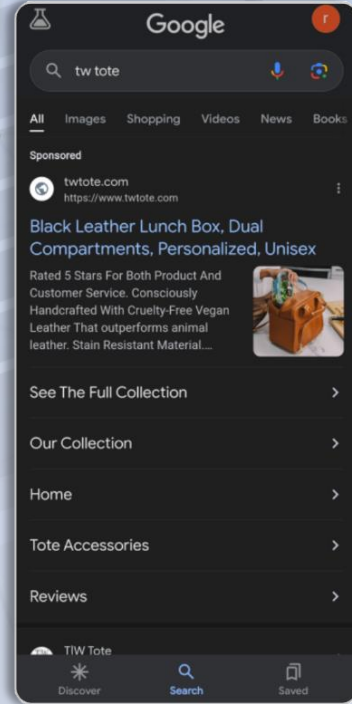 Google
r
tw tote
All Images Shopping Videos News Books
Sponsored
twtote.com
https://www.twtote.com
Black Leather Lunch Box, Dual
Compartments, Personalized, Unisex
Rated 5 Stars For Both Product And
Customer Service. Consciously
Handcrafted With Cruelty-Free Vegan
Leather That outperforms animal
leather. Stain Resistant Material....
See The Full Collection
Our Collection
Home
Tote Accessories
Reviews
T|W Tote
Discover Search Saved